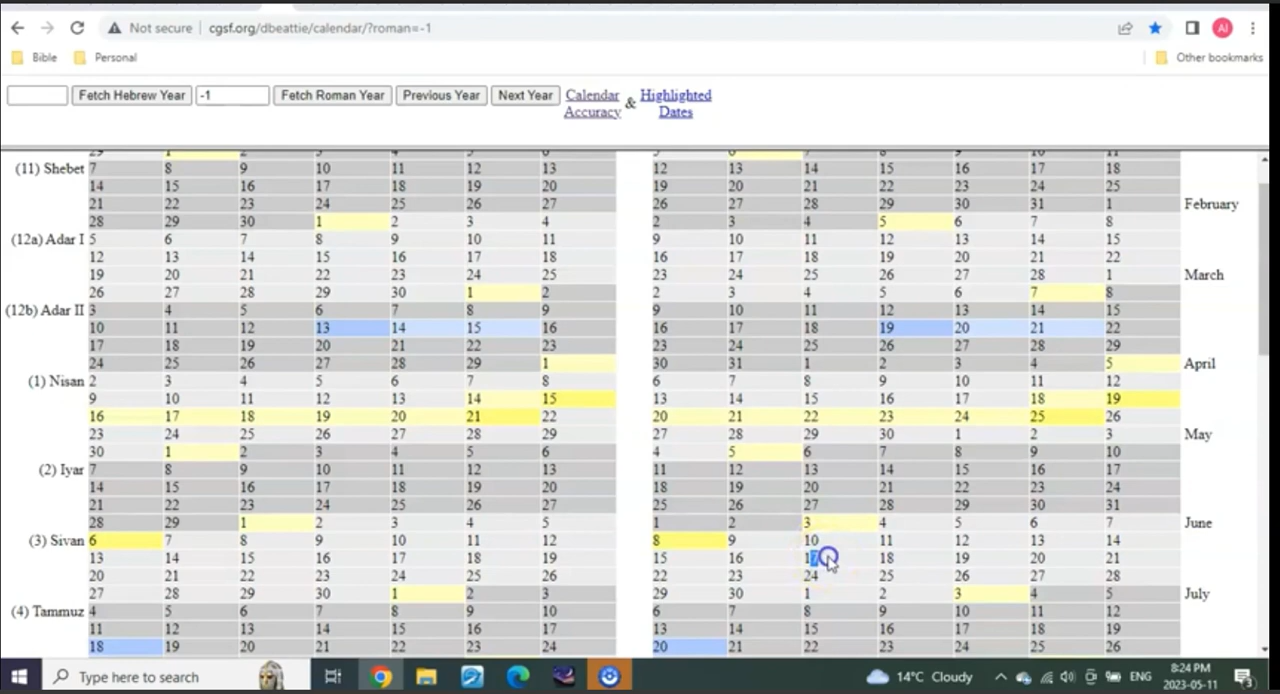 Not secure | cgsf.org/dbeattie/calendar/?roman=-1
Bible Personal Other bookmarks
Fetch Hebrew Year -1 Fetch Roman Year Previous Year Next Year Calendar Accuracy & Highlighted Dates
29 1 2 3 4 5 6 5 6 7 8 9 10 11
(11) Shebet 7 8 9 10 11 12 13 12 13 14 15 16 17 18
14 15 16 17 18 19 20 19 20 21 22 23 24 25
21 22 23 24 25 26 27 26 27 28 29 30 31 1 February
28 29 30 1 2 3 4 2 3 4 5 6 7 8
(12a) Adar I 5 6 7 8 9 10 11 9 10 11 12 13 14 15
12 13 14 15 16 17 18 16 17 18 19 20 21 22
19 20 21 22 23 24 25 23 24 25 26 27 28 1 March
26 27 28 29 30 1 2 2 3 4 5 6 7 8
(12b) Adar II 3 4 5 6 7 8 9 9 10 11 12 13 14 15
10 11 12 13 14 15 16 16 17 18 19 20 21 22
17 18 19 20 21 22 23 23 24 25 26 27 28 29
24 25 26 27 28 29 1 30 31 1 2 3 4 5 April
(1) Nisan 2 3 4 5 6 7 8 6 7 8 9 10 11 12
9 10 11 12 13 14 15 13 14 15 16 17 18 19
16 17 18 19 20 21 22 20 21 22 23 24 25 26
23 24 25 26 27 28 29 27 28 29 30 1 2 3 May
30 1 2 3 4 5 6 4 5 6 7 8 9 10
(2) Iyar 7 8 9 10 11 12 13 11 12 13 14 15 16 17
14 15 16 17 18 19 20 18 19 20 21 22 23 24
21 22 23 24 25 26 27 25 26 27 28 29 30 31
28 29 1 2 3 4 5 1 2 3 4 5 6 7 June
(3) Sivan 6 7 8 9 10 11 12 8 9 10 11 12 13 14
13 14 15 16 17 18 19 15 16 17 18 19 20 21
20 21 22 23 24 25 26 22 23 24 25 26 27 28
27 28 29 30 1 2 3 29 30 1 2 3 4 5 July
(4) Tammuz 4 5 6 7 8 9 10 6 7 8 9 10 11 12
11 12 13 14 15 16 17 13 14 15 16 17 18 19
18 19 20 21 22 23 24 20 21 22 23 24 25 26
Type here to search 14°C Cloudy ENG 8:24 PM
2023-05-11